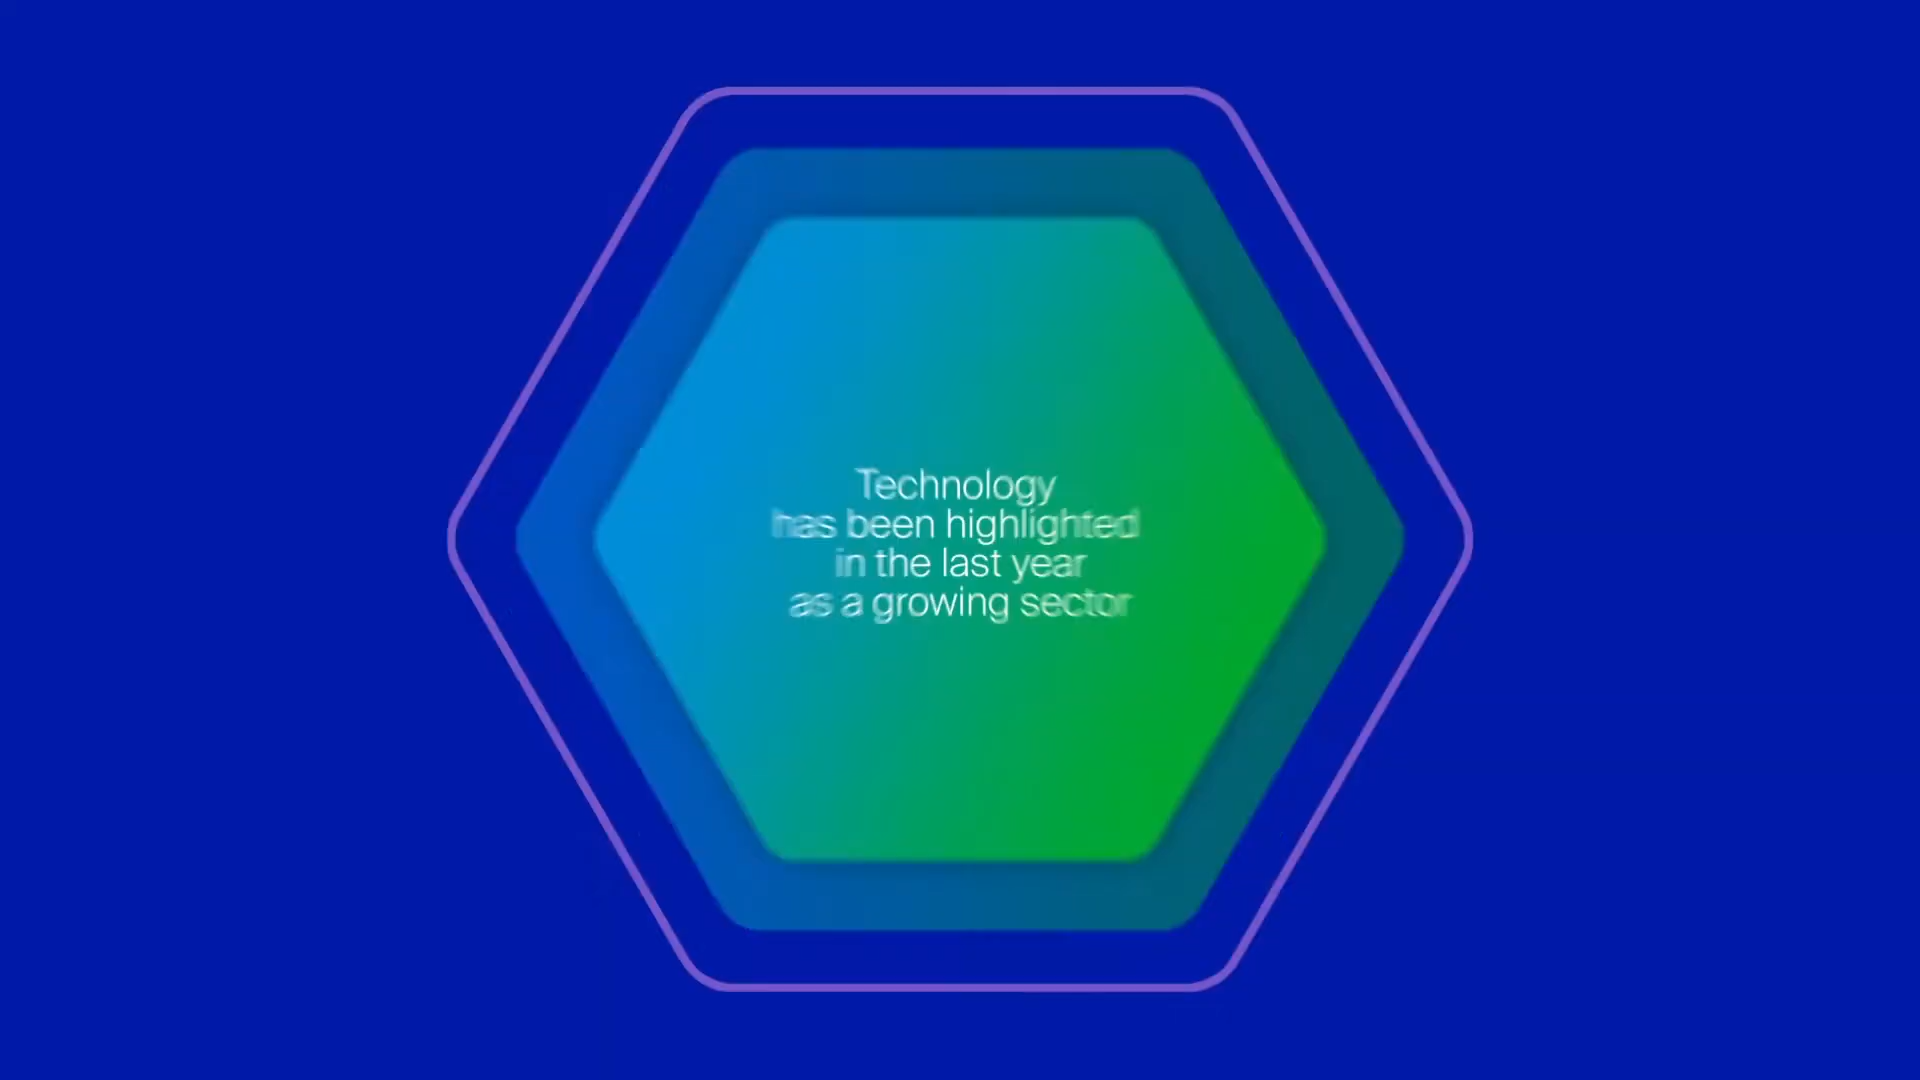 Technology
has been highlighted
in the last year
as a growing sector